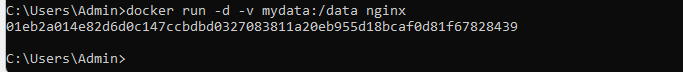 C:\Users\Admin>docker run -d -v mydata:/data nginx
01eb2a014e82d6d0c147ccbdbd0327083811a20eb955d18bcaf0d81f67828439
C:\Users\Admin>